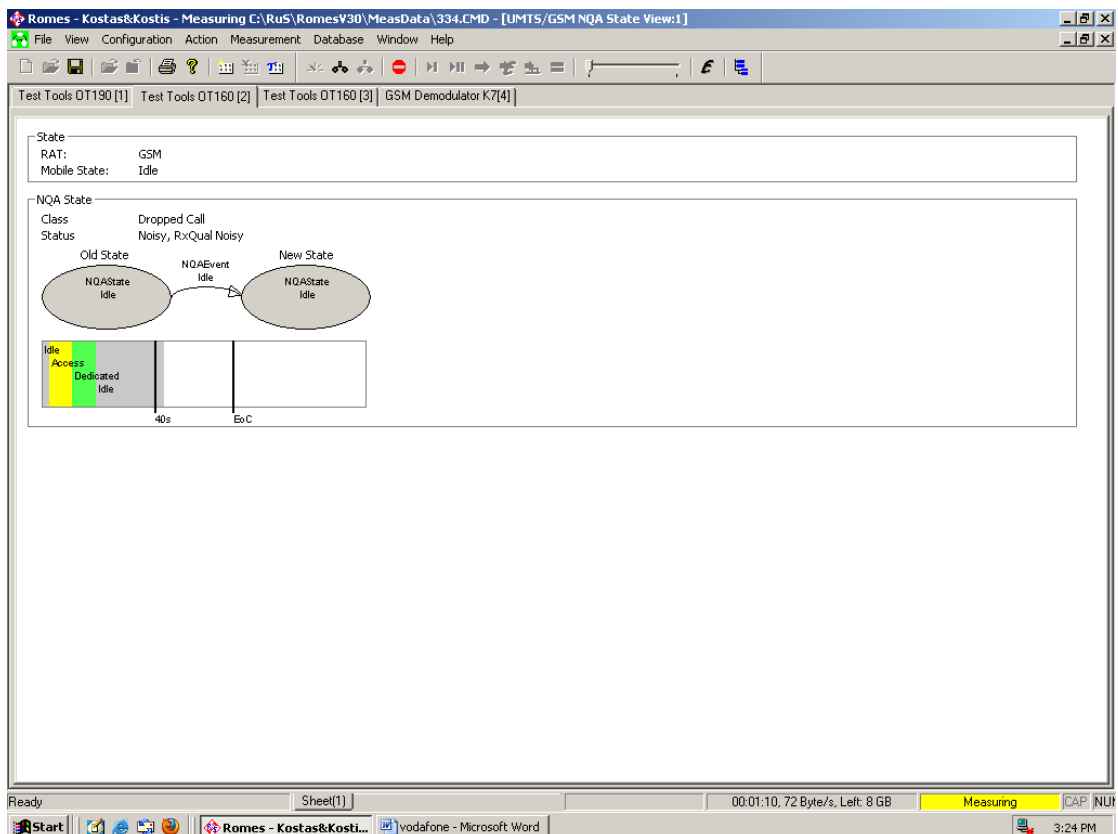 Romes - Kostas&Kostis - Measuring C:\RuS\RomesV30\MeasData\334.CMD - [UMTS/GSM NQA State View:1]
File View Configuration Action Measurement Database Window Help
Test Tools OT190 [1] Test Tools OT160 [2] Test Tools OT160 [3] GSM Demodulator K7[4]
State
RAT: GSM
Mobile State: Idle
NQA State
Class Dropped Call
Status Noisy, RxQual Noisy
Old State New State
NQAEvent
Idle
NQAState
Idle
NQAState
Idle
Idle
Access
Dedicated
Idle
40s EoC
Ready Sheet(1) 00:01:10, 72 Byte/s, Left: 8 GB Measuring CAP NUM
Start Romes - Kostas&Kosti... vodafone - Microsoft Word 3:24 PM